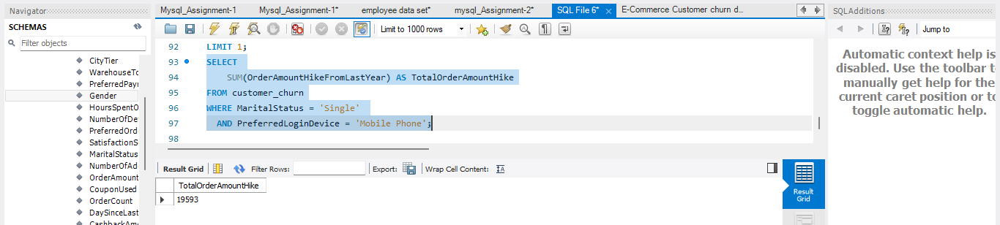 Navigator
SCHEMAS
Filter objects
CityTier
WarehouseTo
PreferredPayn
Gender
HoursSpentO
NumberOfDe
PreferredOrd
SatisfactionS
MaritalStatus
NumberOfAd
OrderAmount
CouponUsed
OrderCount
DaySinceLast
CashbackAm
Mysql_Assignment-1 Mysql_Assignment-1* employee data set* mysql_Assignment-2* SQL File 6* × E-Commerce Customer churn d...
Limit to 1000 rows
92 LIMIT 1;
93 SELECT
94 SUM(OrderAmountHikeFromLastYear) AS TotalOrderAmountHike
95 FROM customer_churn
96 WHERE MaritalStatus = 'Single'
97 AND PreferredLoginDevice = 'Mobile Phone';
98
Result Grid Filter Rows: Export: Wrap Cell Content: IA
TotalOrderAmountHike
19593
Result
Grid
SQLAdditions
Jump to
Automatic context help is
disabled. Use the toolbar t
manually get help for the
current caret position or to
toggle automatic help.